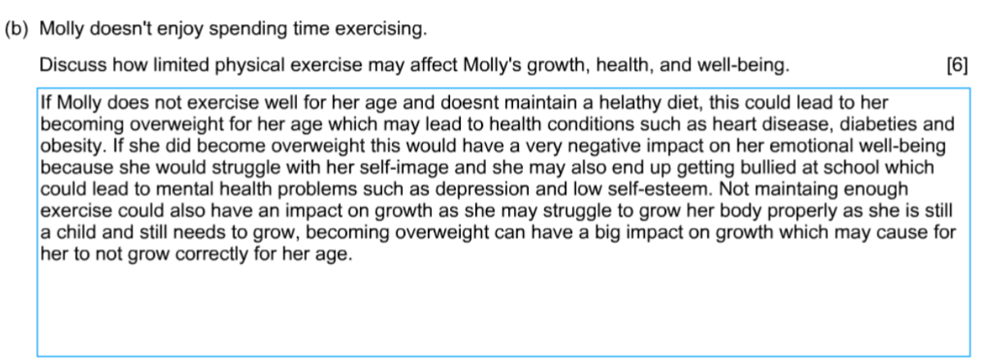 (b) Molly doesn't enjoy spending time exercising.
Discuss how limited physical exercise may affect Molly's growth, health, and well-being. [6]
If Molly does not exercise well for her age and doesnt maintain a helathy diet, this could lead to her
becoming overweight for her age which may lead to health conditions such as heart disease, diabeties and
obesity. If she did become overweight this would have a very negative impact on her emotional well-being
because she would struggle with her self-image and she may also end up getting bullied at school which
could lead to mental health problems such as depression and low self-esteem. Not maintaing enough
exercise could also have an impact on growth as she may struggle to grow her body properly as she is still
a child and still needs to grow, becoming overweight can have a big impact on growth which may cause for
her to not grow correctly for her age.